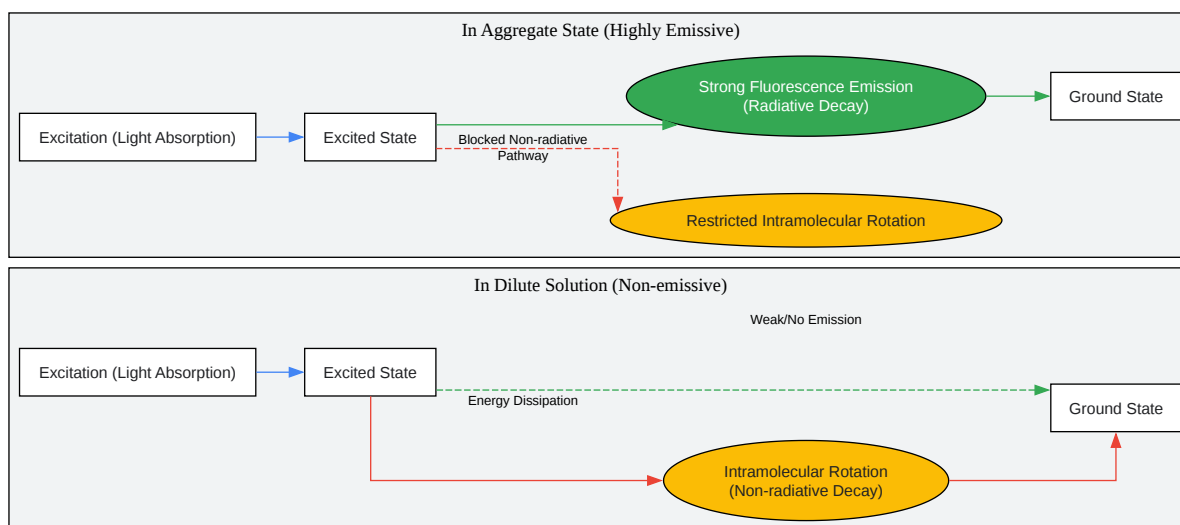 In Aggregate State (Highly Emissive)
Strong Fluorescence Emission
(Radiative Decay)
Ground State
Excitation (Light Absorption)
Excited State
Blocked Non-radiative
Pathway
Restricted Intramolecular Rotation
In Dilute Solution (Non-emissive)
Weak/No Emission
Excitation (Light Absorption)
Excited State
Energy Dissipation
Ground State
Intramolecular Rotation
(Non-radiative Decay)